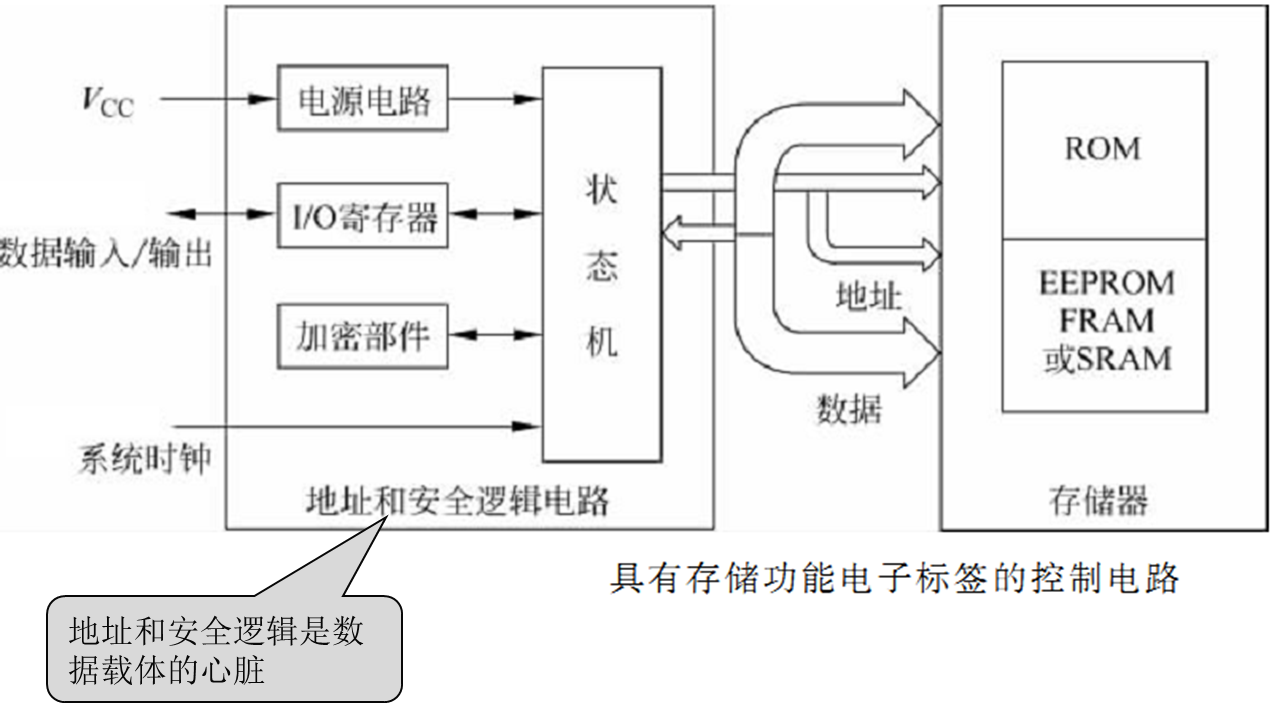 V_CC
电源电路
I/O寄存器
数据输入/输出
加密部件
系统时钟
状态机
地址和安全逻辑电路
地址
数据
ROM
EEPROM
FRAM
或SRAM
存储器
具有存储功能电子标签的控制电路
地址和安全逻辑是数
据载体的心脏